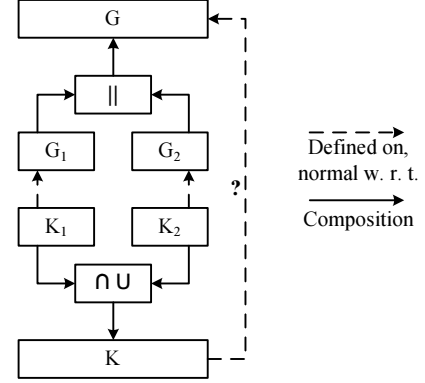 G
||
G₁ G₂
?
Defined on,
normal w. r. t.
K₁ K₂
Composition
∩ ∪
K